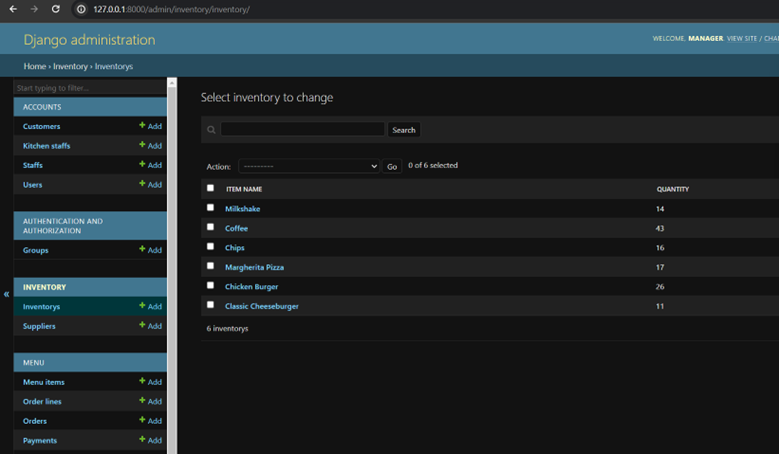 127.0.0.1:8000/admin/inventory/inventory/
Django administration
WELCOME, MANAGER. VIEW SITE / CHA
Home › Inventory › Inventorys
Start typing to filter...
ACCOUNTS
Customers + Add
Kitchen staffs + Add
Staffs + Add
Users + Add
AUTHENTICATION AND
AUTHORIZATION
Groups + Add
INVENTORY
Inventorys + Add
Suppliers + Add
MENU
Menu items + Add
Order lines + Add
Orders + Add
Payments + Add
«
Select inventory to change
Search
Action: --------- Go 0 of 6 selected
ITEM NAME QUANTITY
Milkshake 14
Coffee 43
Chips 16
Margherita Pizza 17
Chicken Burger 26
Classic Cheeseburger 11
6 inventorys